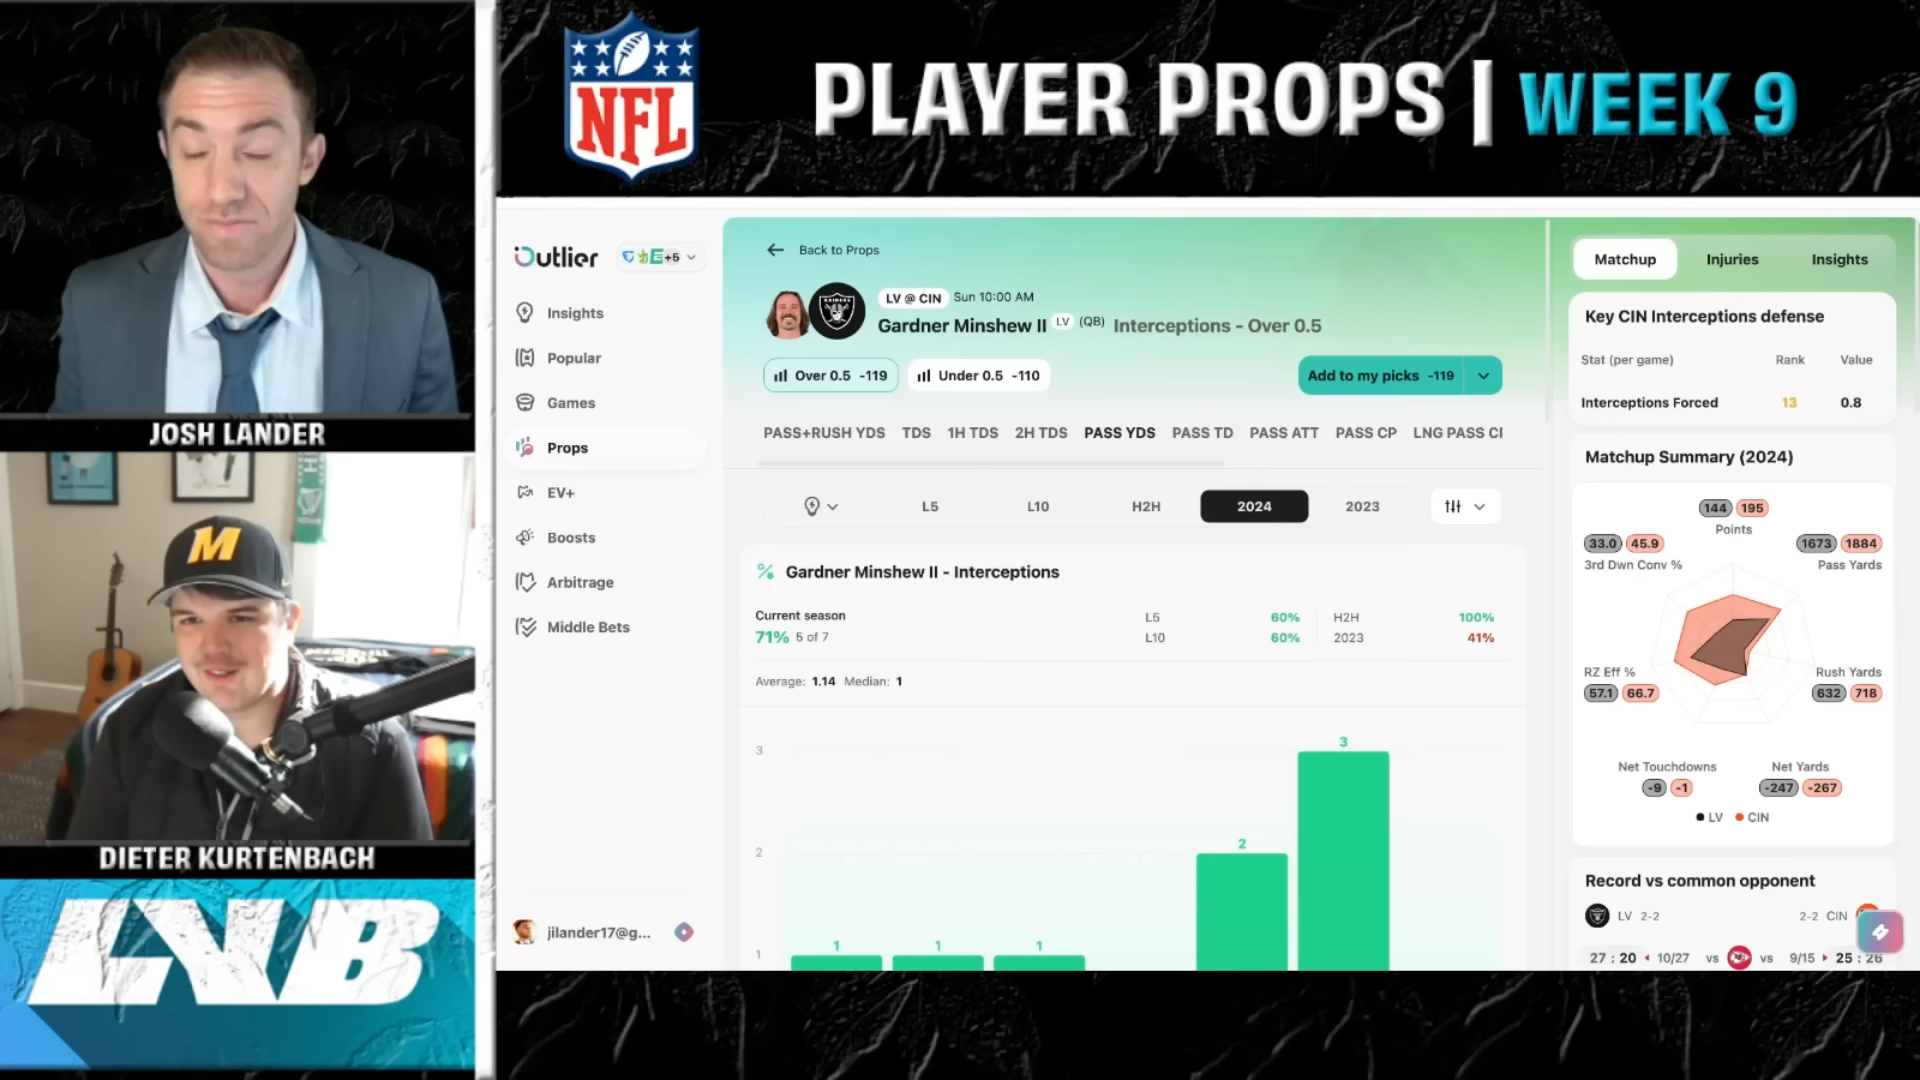 NFL
PLAYER PROPS | WEEK 9
JOSH LANDER
M
DIETER KURTENBACH
LVB
Outlier
+5
Insights
Popular
Games
Props
EV+
Boosts
Arbitrage
Middle Bets
jilander17@g...
Back to Props
RAIDERS
LV @ CIN Sun 10:00 AM
Gardner Minshew II LV (QB) Interceptions - Over 0.5
Over 0.5 -119 Under 0.5 -110
Add to my picks -119
PASS+RUSH YDS TDS 1H TDS 2H TDS PASS YDS PASS TD PASS ATT PASS CP LNG PASS CI
L5 L10 H2H 2024 2023
Gardner Minshew II - Interceptions
Current season
71% 5 of 7
L5 60% H2H 100%
L10 60% 2023 41%
Average: 1.14 Median: 1
3
2
1
1
1
1
2
3
Matchup Injuries Insights
Key CIN Interceptions defense
Stat (per game) Rank Value
Interceptions Forced 13 0.8
Matchup Summary (2024)
144 195
Points
33.0 45.9
3rd Dwn Conv %
1673 1884
Pass Yards
RZ Eff %
57.1 66.7
Rush Yards
632 718
Net Touchdowns
-9 -1
Net Yards
-247 -267
LV CIN
Record vs common opponent
LV 2-2 2-2 CIN
27 : 20 10/27 vs vs 9/15 25 : 26